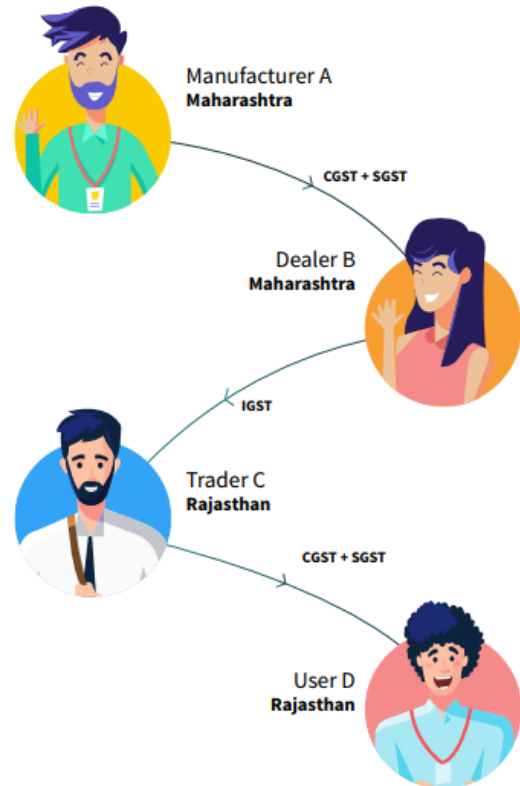 Manufacturer A
Maharashtra
CGST + SGST
Dealer B
Maharashtra
IGST
Trader C
Rajasthan
CGST + SGST
User D
Rajasthan